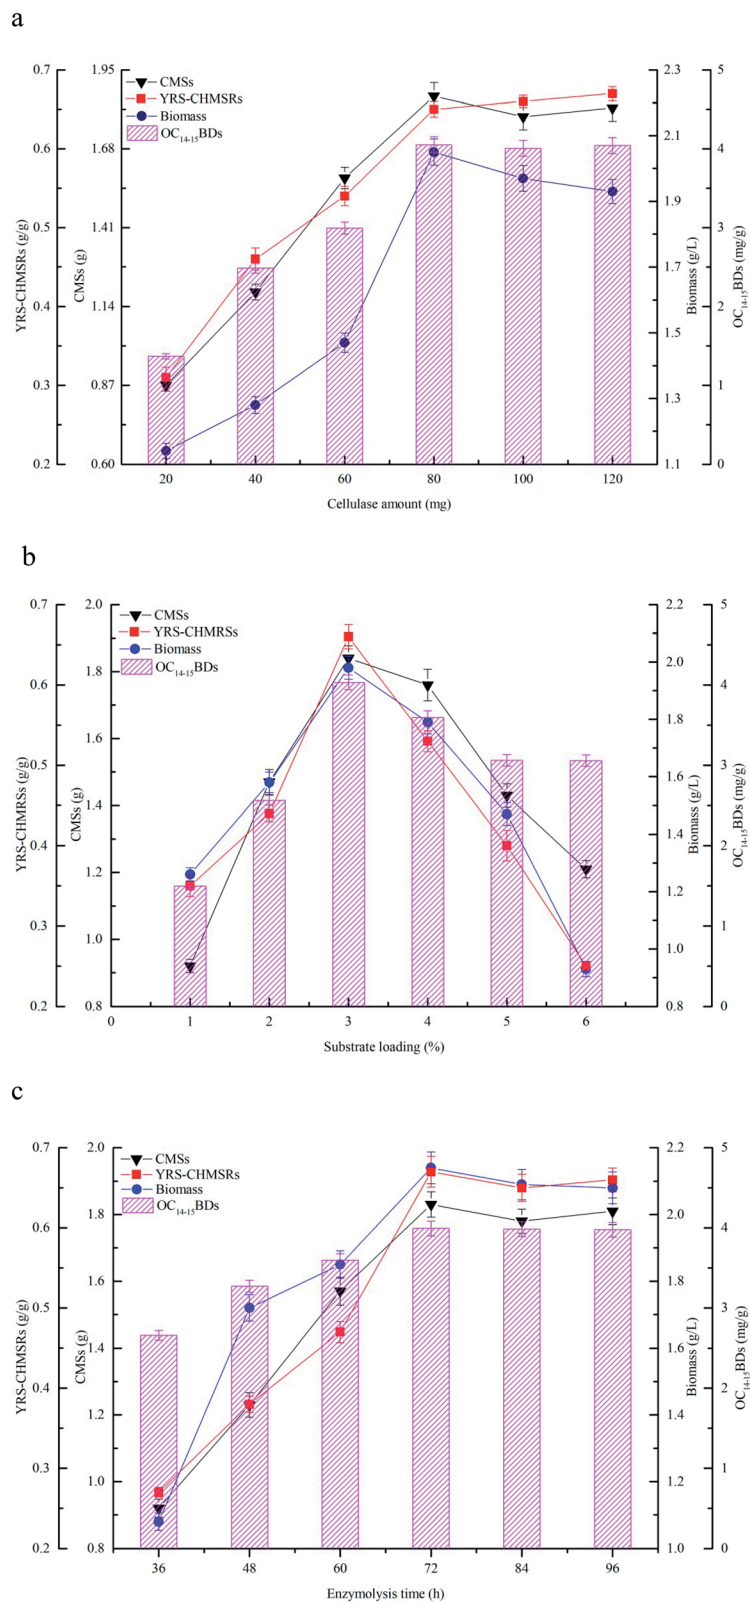 a
CMSs
YRS-CHMSRs
Biomass
OC14-15BDs
0.7
0.6
0.5
0.4
0.3
0.2
YRS-CHMSRs (g/g)
1.95
1.68
1.41
1.14
0.87
0.60
CMSs (g)
2.3
2.1
1.9
1.7
1.5
1.3
1.1
Biomass (g/L)
5
4
3
2
1
0
OC14-15BDs (mg/g)
20 40 60 80 100 120
Cellulase amount (mg)
b
CMSs
YRS-CHMRSs
Biomass
OC14-15BDs
0.7
0.6
0.5
0.4
0.3
0.2
YRS-CHMRSs (g/g)
2.0
1.8
1.6
1.4
1.2
1.0
0.8
CMSs (g)
2.2
2.0
1.8
1.6
1.4
1.2
1.0
0.8
Biomass (g/L)
5
4
3
2
1
0
OC14-15BDs (mg/g)
0 1 2 3 4 5 6
Substrate loading (%)
c
CMSs
YRS-CHMSRs
Biomass
OC14-15BDs
0.7
0.6
0.5
0.4
0.3
0.2
YRS-CHMSRs (g/g)
2.0
1.8
1.6
1.4
1.2
1.0
0.8
CMSs (g)
2.2
2.0
1.8
1.6
1.4
1.2
1.0
Biomass (g/L)
5
4
3
2
1
0
OC14-15BDs (mg/g)
36 48 60 72 84 96
Enzymolysis time (h)